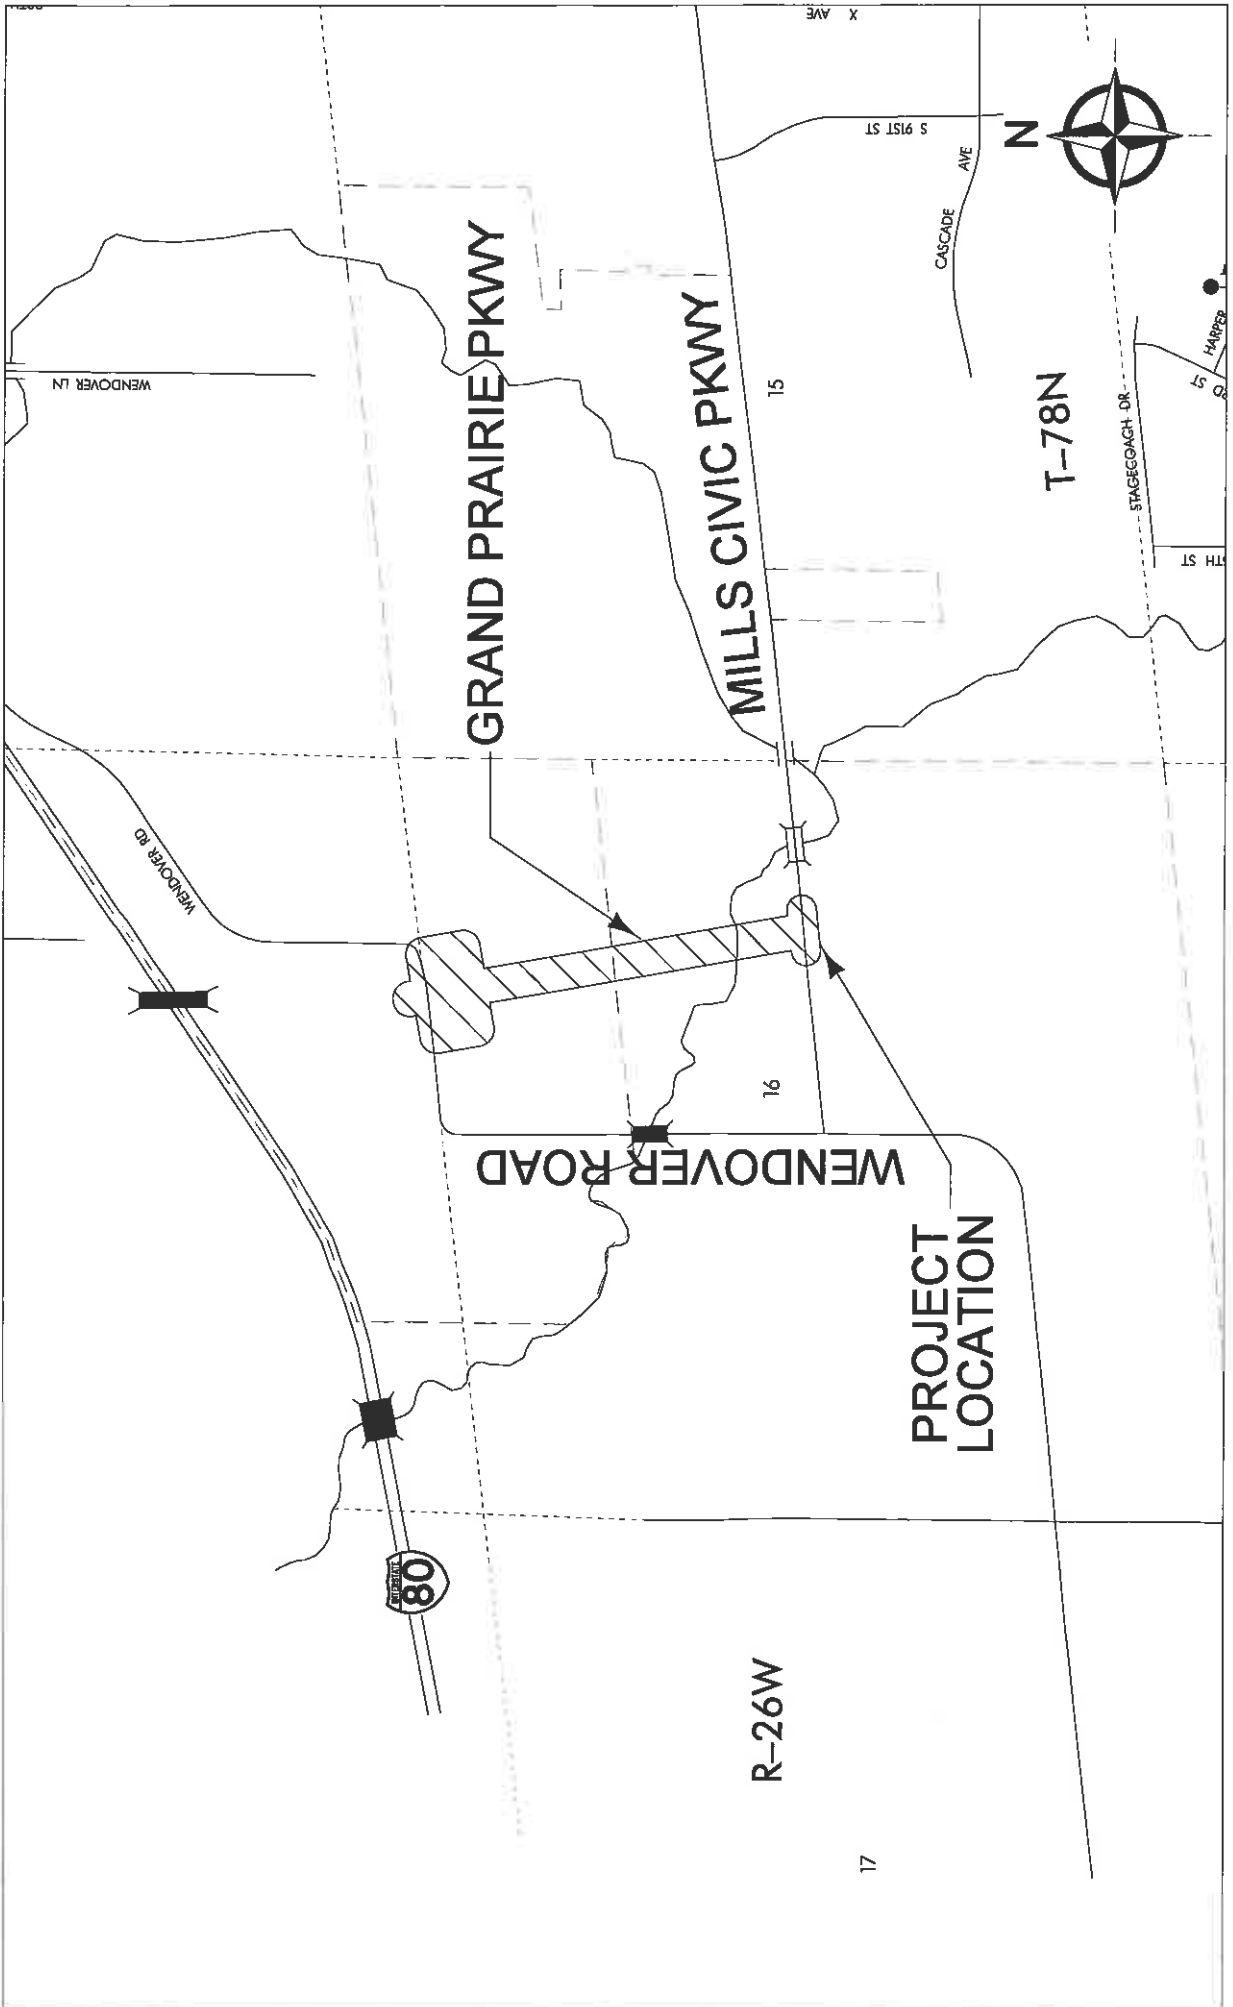 X AVE
S 91ST ST
N
CASCADE AVE
WENDOVER LN
GRAND PRAIRIE PKWY
MILLS CIVIC PKWY
15
T-78N
HARPER
STAGECOACH DR
WENDOVER RD
16
WENDOVER ROAD
PROJECT
LOCATION
INTERSTATE
80
R-26W
17